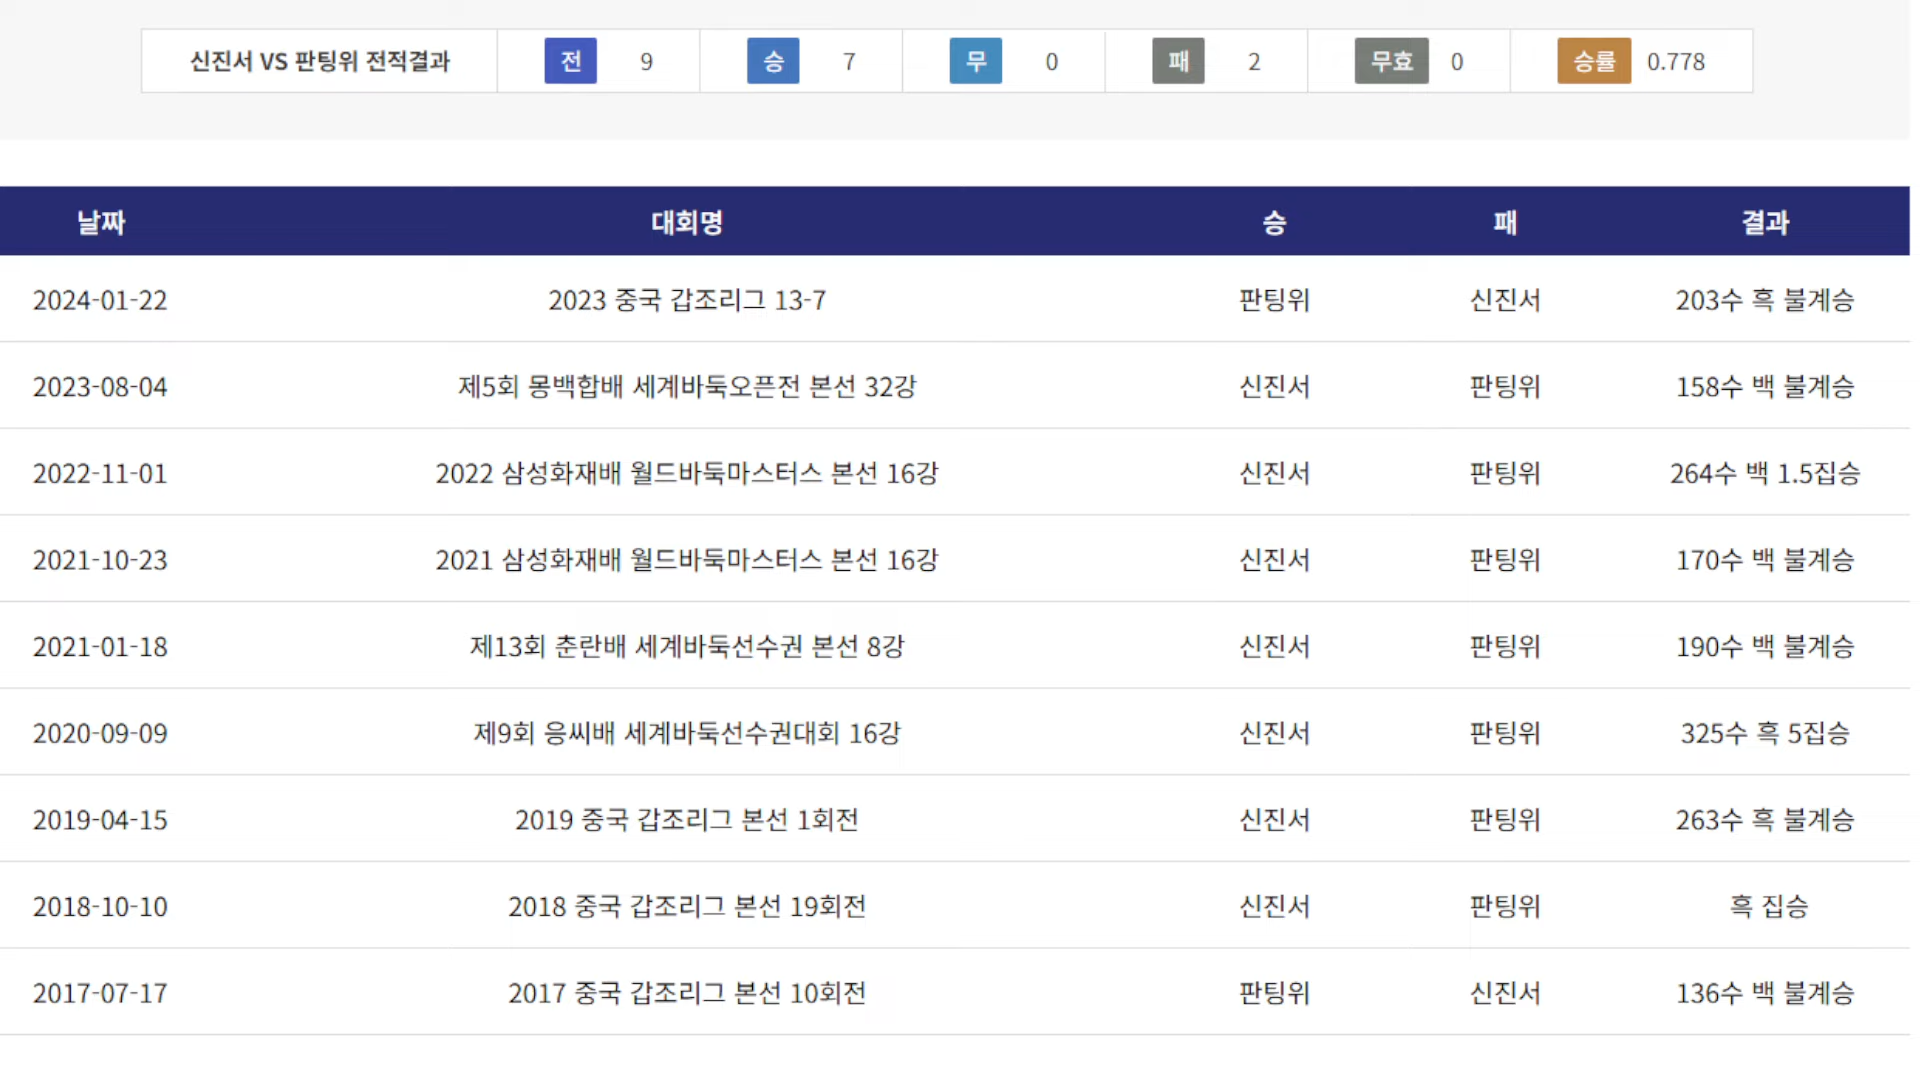 신진서 VS 판팅위 전적결과 전 9 승 7 무 0 패 2 무효 0 승률 0.778
날짜 대회명 승 패 결과
2024-01-22 2023 중국 갑조리그 13-7 판팅위 신진서 203수 흑 불계승
2023-08-04 제5회 몽백합배 세계바둑오픈전 본선 32강 신진서 판팅위 158수 백 불계승
2022-11-01 2022 삼성화재배 월드바둑마스터스 본선 16강 신진서 판팅위 264수 백 1.5집승
2021-10-23 2021 삼성화재배 월드바둑마스터스 본선 16강 신진서 판팅위 170수 백 불계승
2021-01-18 제13회 춘란배 세계바둑선수권 본선 8강 신진서 판팅위 190수 백 불계승
2020-09-09 제9회 응씨배 세계바둑선수권대회 16강 신진서 판팅위 325수 흑 5집승
2019-04-15 2019 중국 갑조리그 본선 1회전 신진서 판팅위 263수 흑 불계승
2018-10-10 2018 중국 갑조리그 본선 19회전 신진서 판팅위 흑 집승
2017-07-17 2017 중국 갑조리그 본선 10회전 판팅위 신진서 136수 백 불계승